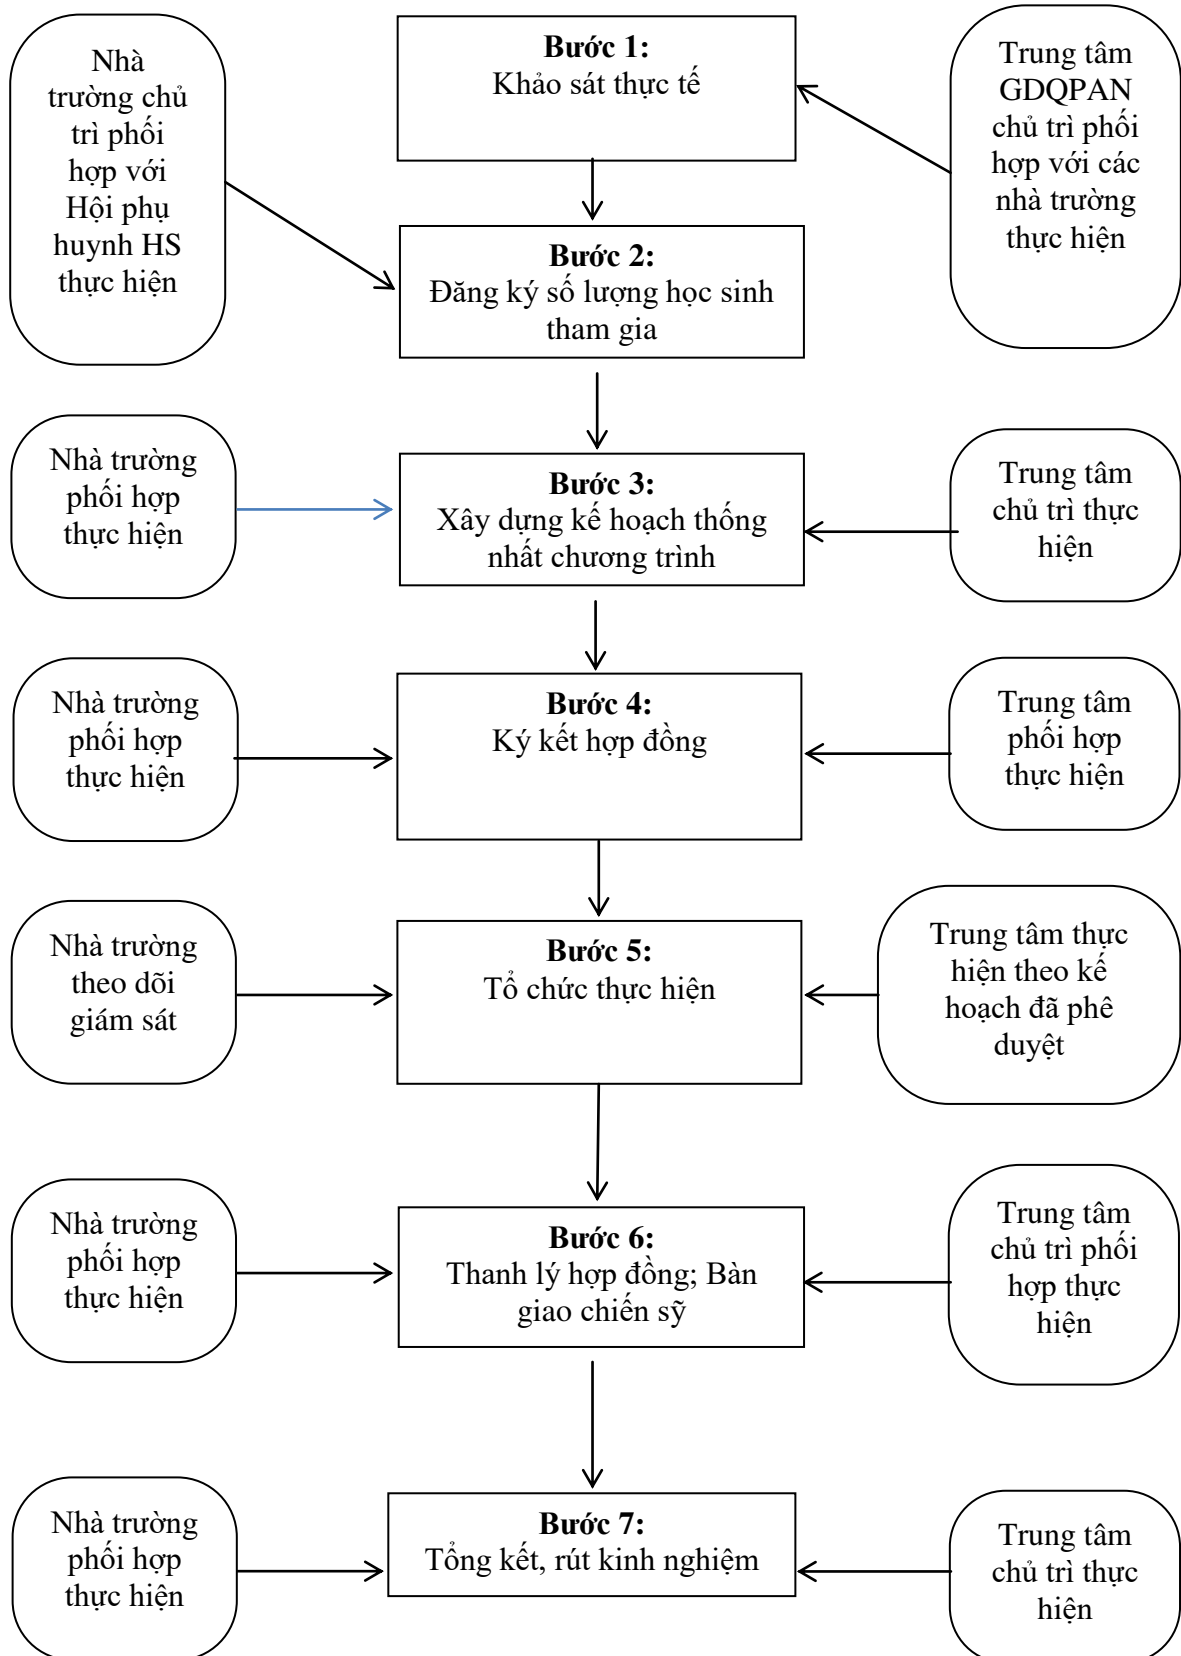 Nhà
trường chủ
trì phối
hợp với
Hội phụ
huynh HS
thực hiện
Bước 1:
Khảo sát thực tế
Trung tâm
GDQPAN
chủ trì phối
hợp với các
nhà trường
thực hiện
Bước 2:
Đăng ký số lượng học sinh
tham gia
Nhà trường
phối hợp
thực hiện
Bước 3:
Xây dựng kế hoạch thống
nhất chương trình
Trung tâm
chủ trì thực
hiện
Nhà trường
phối hợp
thực hiện
Bước 4:
Ký kết hợp đồng
Trung tâm
phối hợp
thực hiện
Nhà trường
theo dõi
giám sát
Bước 5:
Tổ chức thực hiện
Trung tâm thực
hiện theo kế
hoạch đã phê
duyệt
Nhà trường
phối hợp
thực hiện
Bước 6:
Thanh lý hợp đồng; Bàn
giao chiến sỹ
Trung tâm
chủ trì phối
hợp thực
hiện
Nhà trường
phối hợp
thực hiện
Bước 7:
Tổng kết, rút kinh nghiệm
Trung tâm
chủ trì thực
hiện